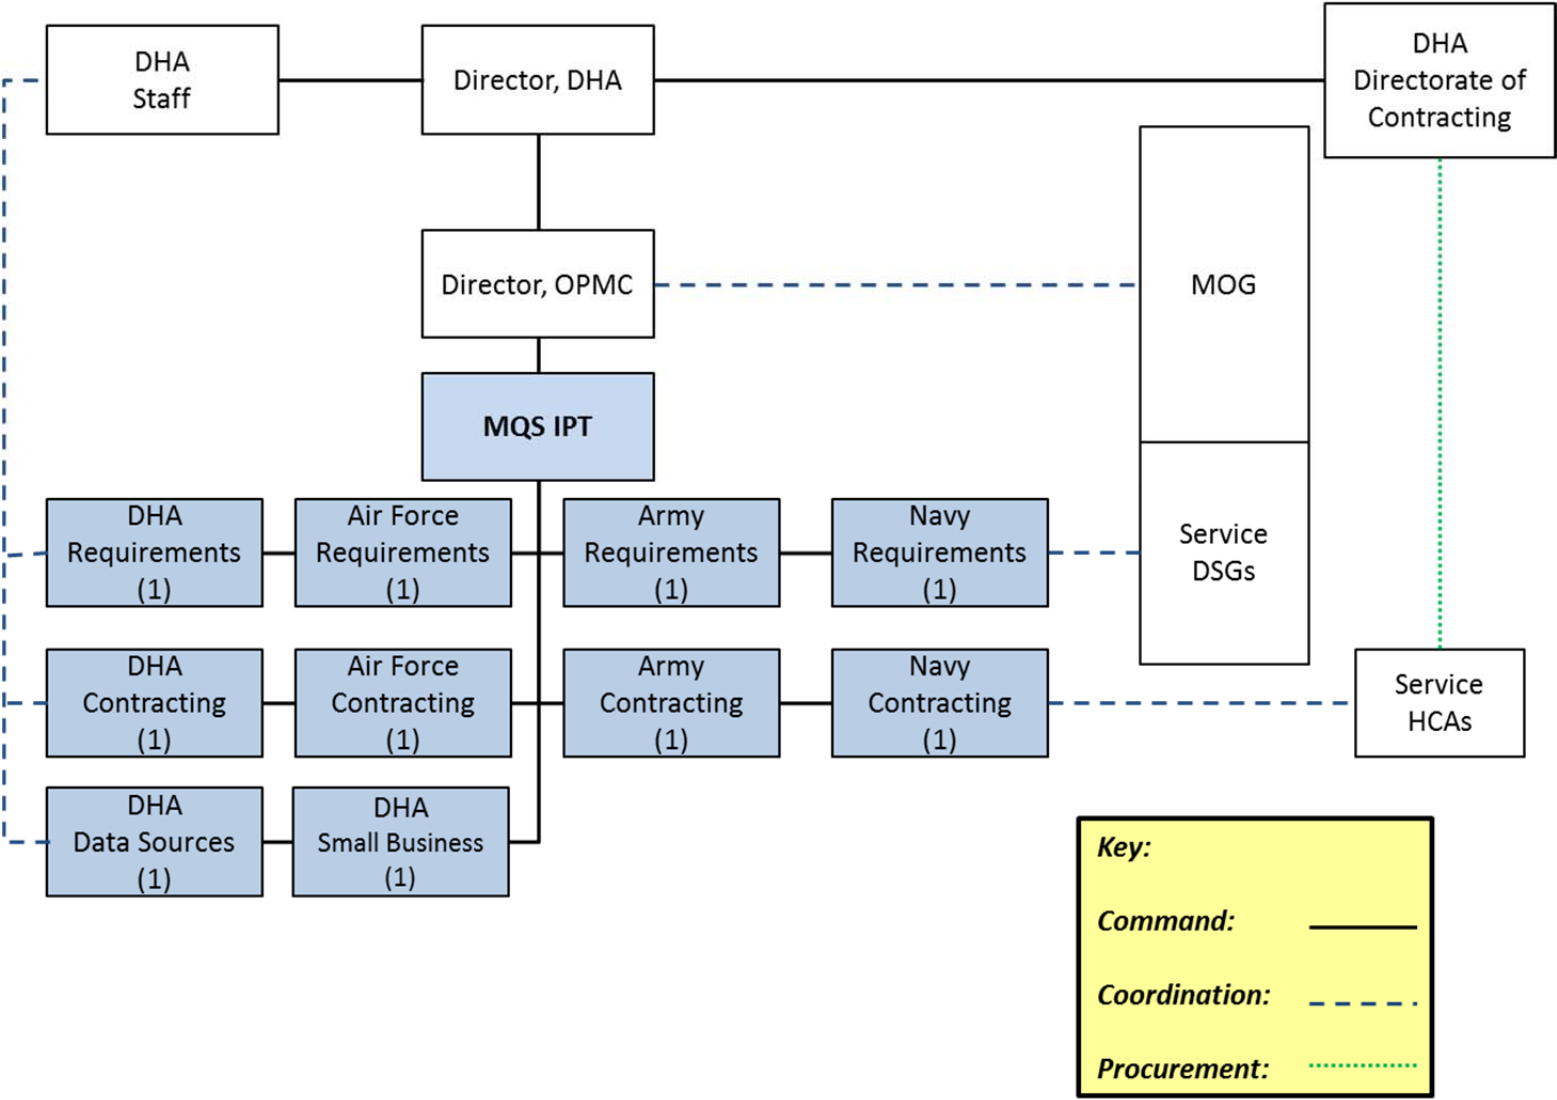 DHA
Staff
Director, DHA
DHA
Directorate of
Contracting
Director, OPMC
MOG
MQS IPT
DHA
Requirements
(1)
Air Force
Requirements
(1)
Army
Requirements
(1)
Navy
Requirements
(1)
Service
DSGs
DHA
Contracting
(1)
Air Force
Contracting
(1)
Army
Contracting
(1)
Navy
Contracting
(1)
Service
HCAs
DHA
Data Sources
(1)
DHA
Small Business
(1)
Key:
Command:
Coordination:
Procurement: